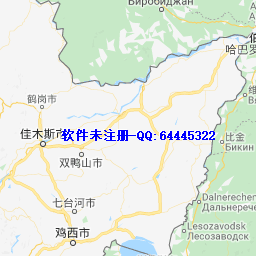 Биробиджан
哈巴罗
鹤岗市
佳木斯市
软件未注册-QQ:64445322
双鸭山市
比金
Бикин
七台河市
Dalnerechen
Дальнеречен
鸡西市
Lesozavodsk
Лесозаводск